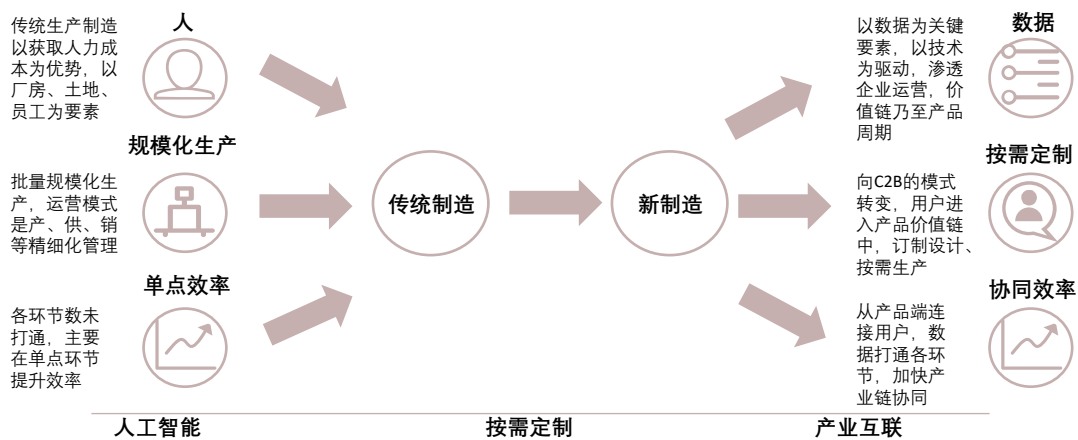 人
传统生产制造
以获取人力成
本为优势，以
厂房、土地、
员工为要素
规模化生产
批量规模化生
产，运营模式
是产、供、销
等精细化管理
单点效率
各环节数未
打通，主要
在单点环节
提升效率
传统制造
新制造
数据
以数据为关键
要素，以技术
为驱动，渗透
企业运营，价
值链乃至产品
周期
按需定制
向C2B的模式
转变，用户进
入产品价值链
中，订制设计、
按需生产
协同效率
从产品端连
接用户，数
据打通各环
节，加快产
业链协同
人工智能
按需定制
产业互联